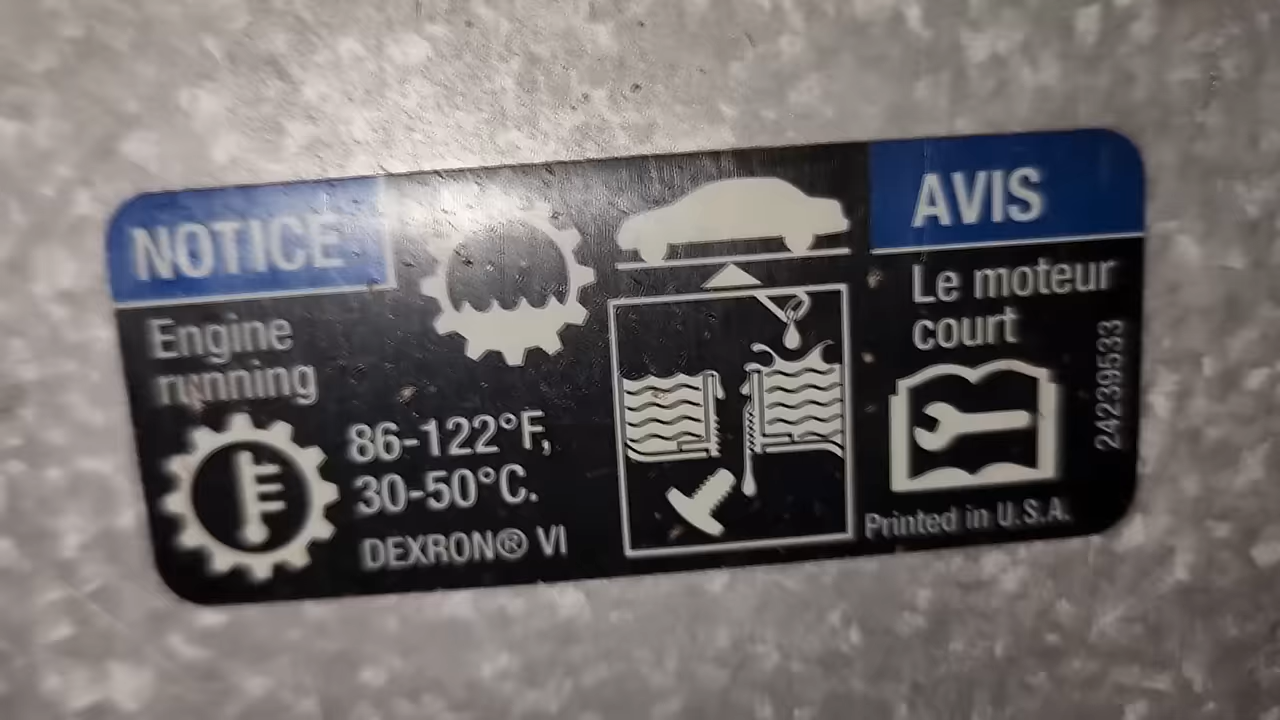 NOTICE
Engine
running
86-122°F,
30-50°C.
DEXRON® VI
AVIS
Le moteur
court
24239533
Printed in U.S.A.